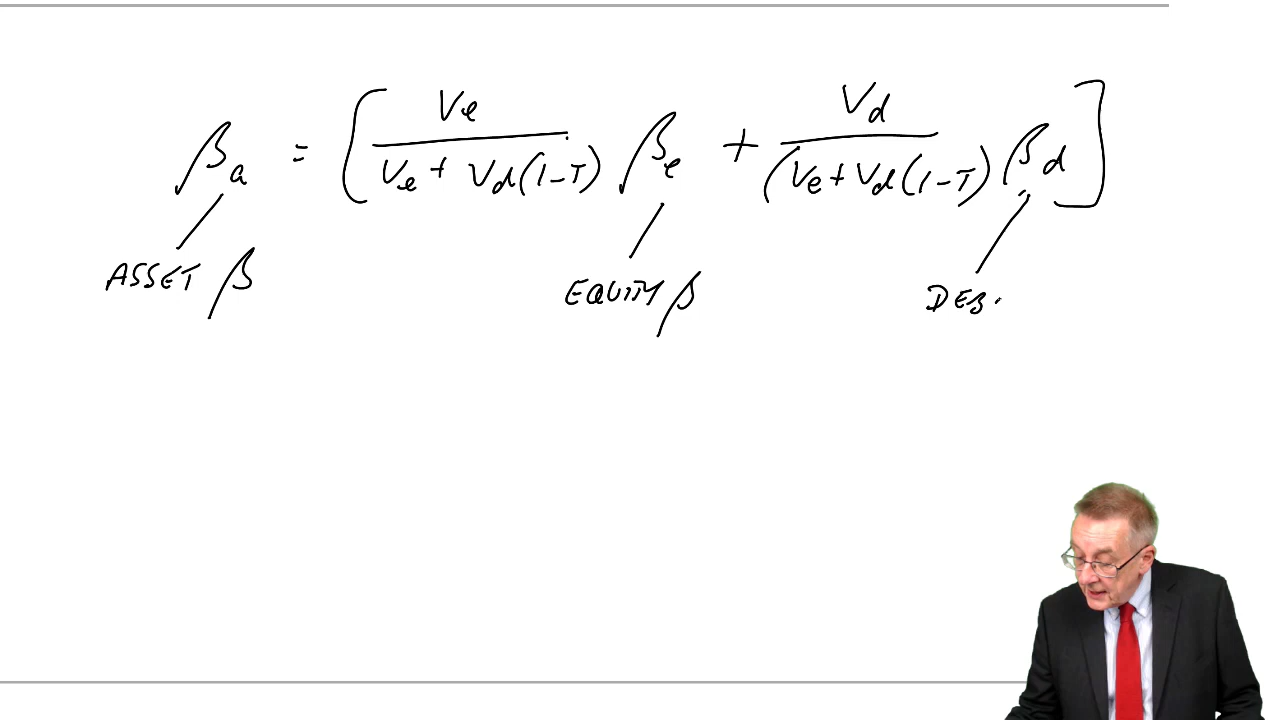 βa = [ Ve / (Ve + Vd(1-T)) βe + Vd / (Ve + Vd(1-T)) βd ]
ASSET β EQUITY β DEB